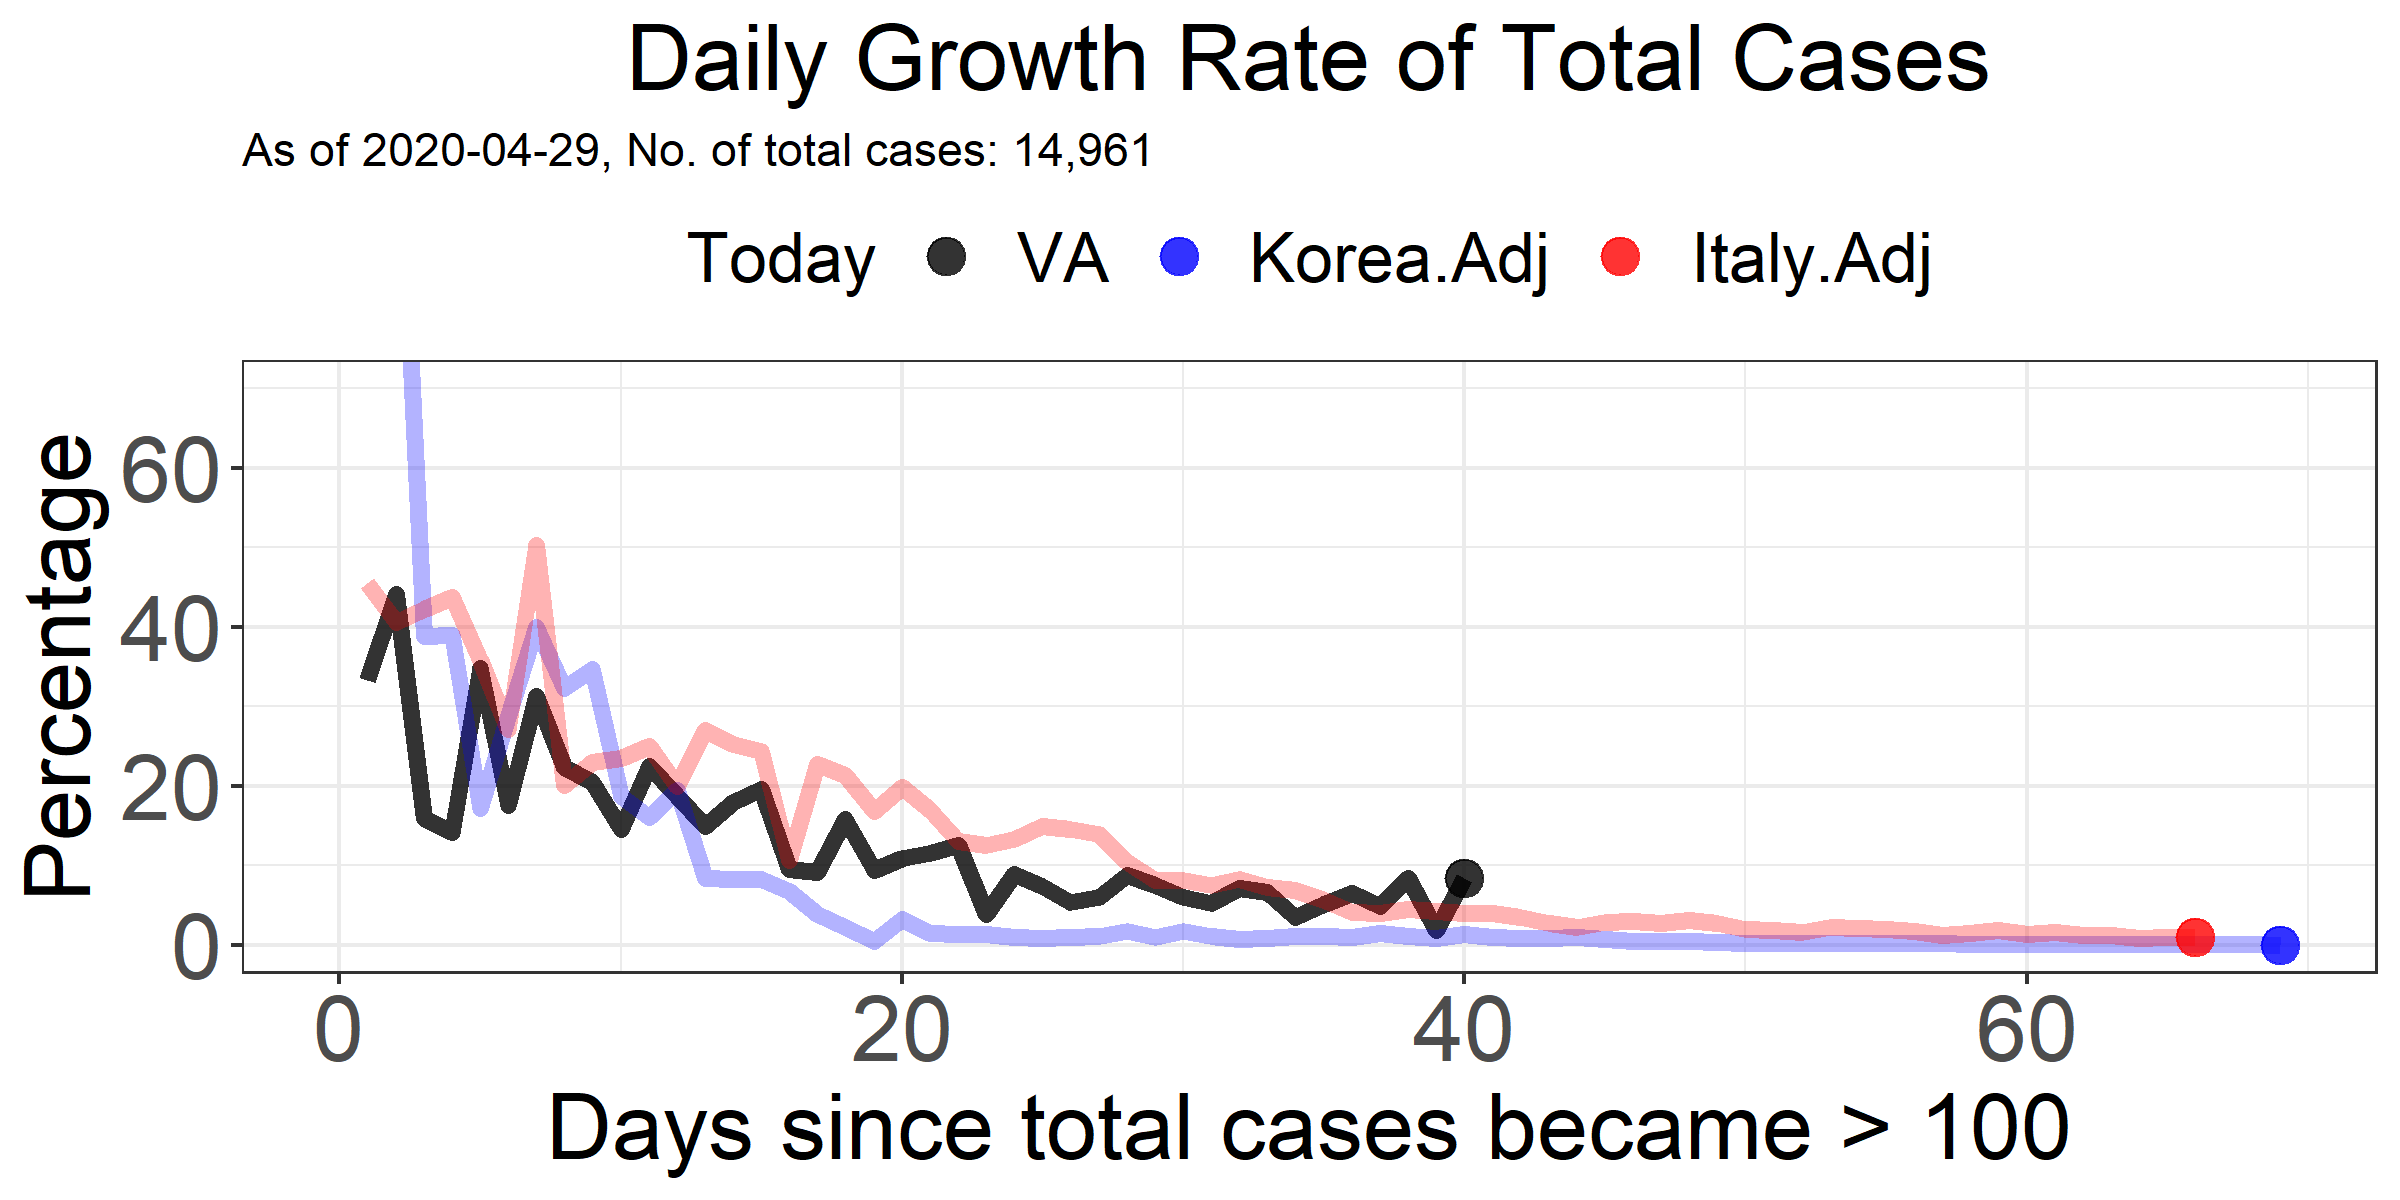 Daily Growth Rate of Total Cases
As of 2020-04-29, No. of total cases: 14,961
Today VA Korea.Adj Italy.Adj
Percentage
60
40
20
0
0 20 40 60
Days since total cases became > 100